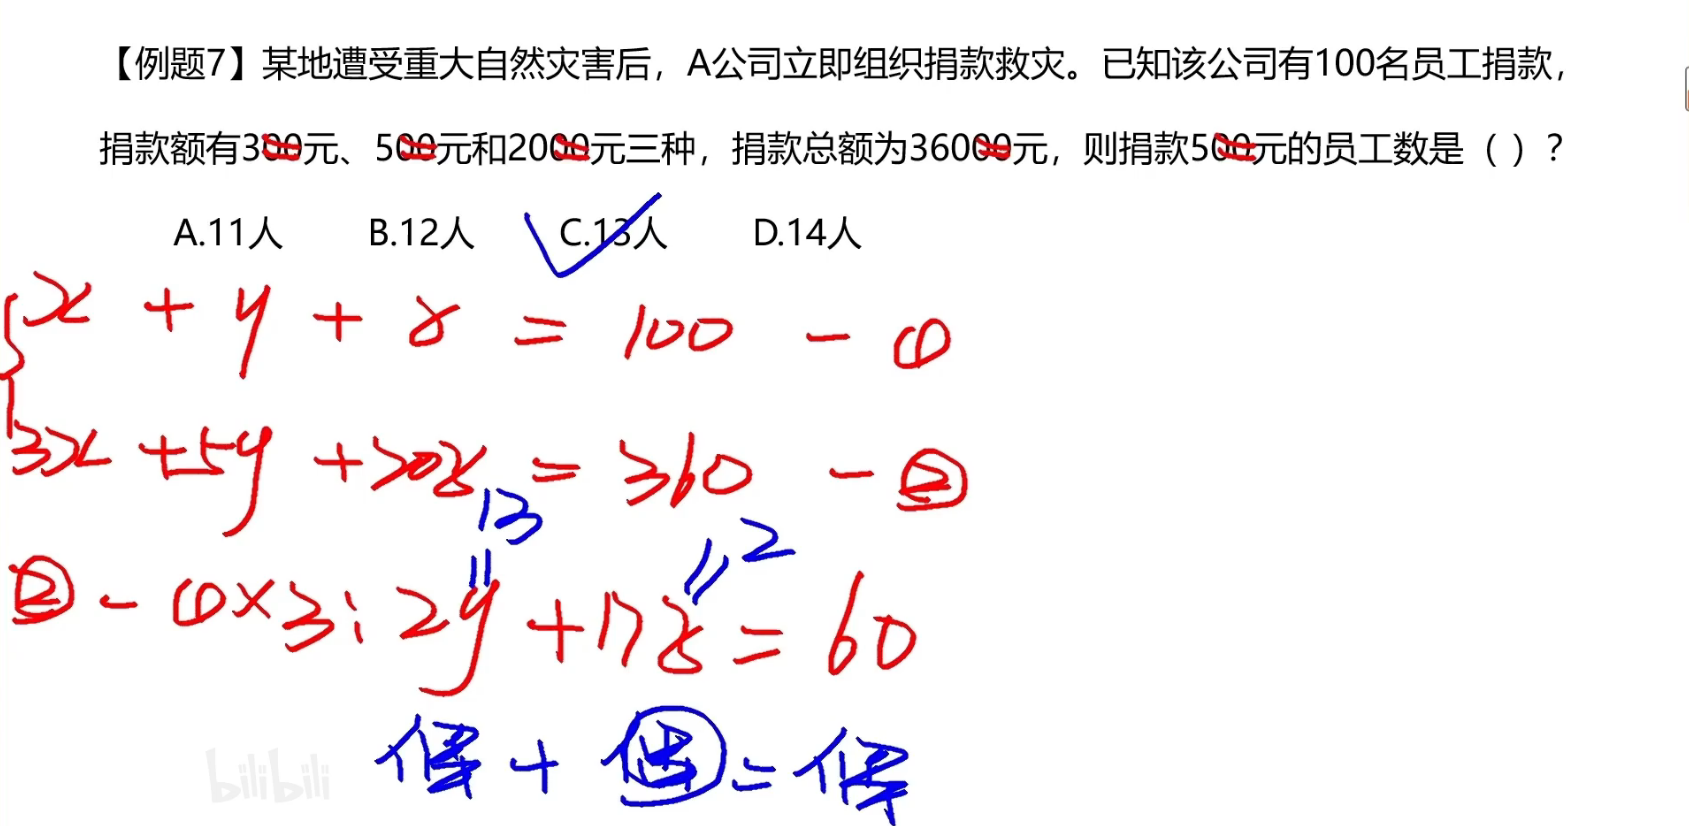 【例题7】某地遭受重大自然灾害后，A公司立即组织捐款救灾。已知该公司有100名员工捐款，
捐款额有300元、500元和2000元三种，捐款总额为36000元，则捐款500元的员工数是（ ）？
A.11人 B.12人 C.13人 D.14人
x + y + z = 100 - ①
3x + 5y + 20z = 360 - ②
13 2
② - ① × 3: 2y + 17z = 60
偶 + 偶 = 偶
bilibili